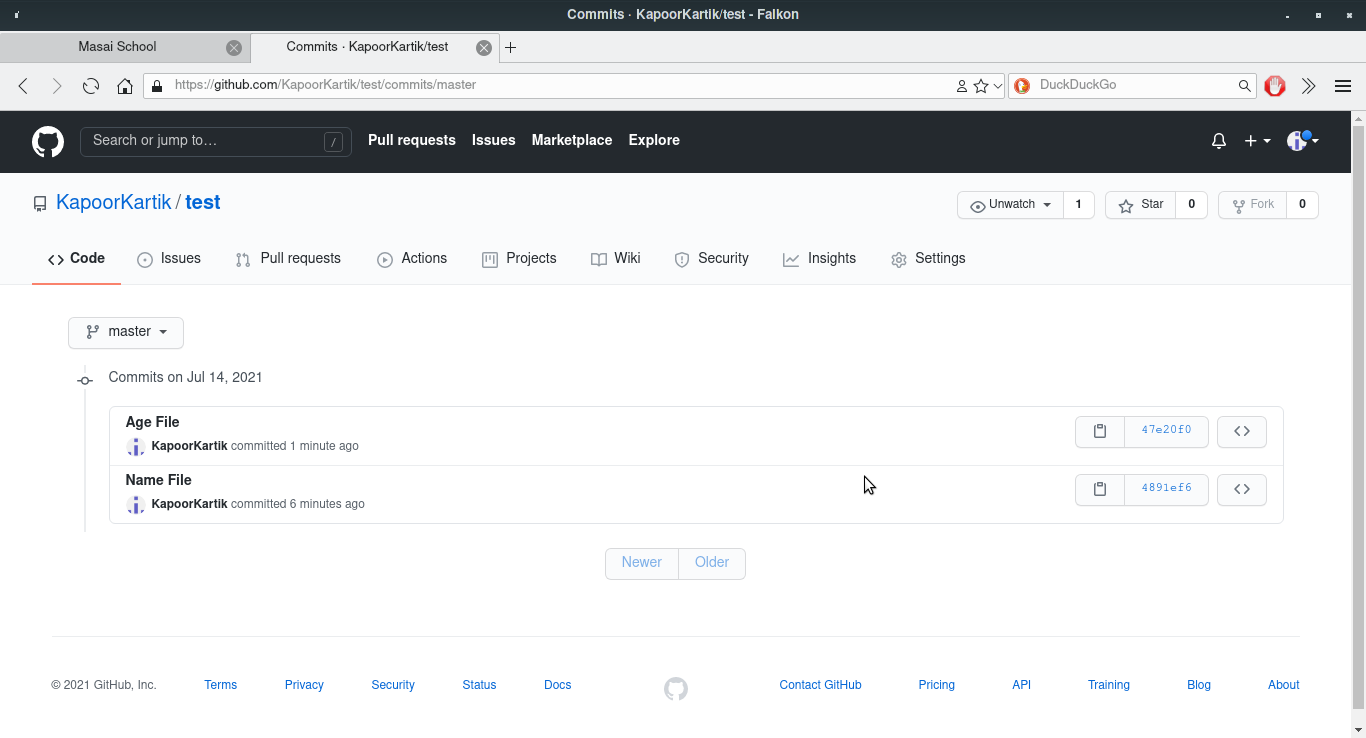 Commits · KapoorKartik/test - Falkon
Masai School
Commits · KapoorKartik/test
https://github.com/KapoorKartik/test/commits/master
DuckDuckGo
Search or jump to…
/
Pull requests
Issues
Marketplace
Explore
KapoorKartik / test
Unwatch
1
Star
0
Fork
0
Code
Issues
Pull requests
Actions
Projects
Wiki
Security
Insights
Settings
master
Commits on Jul 14, 2021
Age File
KapoorKartik committed 1 minute ago
47e20f0
Name File
KapoorKartik committed 6 minutes ago
4891ef6
Newer
Older
© 2021 GitHub, Inc.
Terms
Privacy
Security
Status
Docs
Contact GitHub
Pricing
API
Training
Blog
About